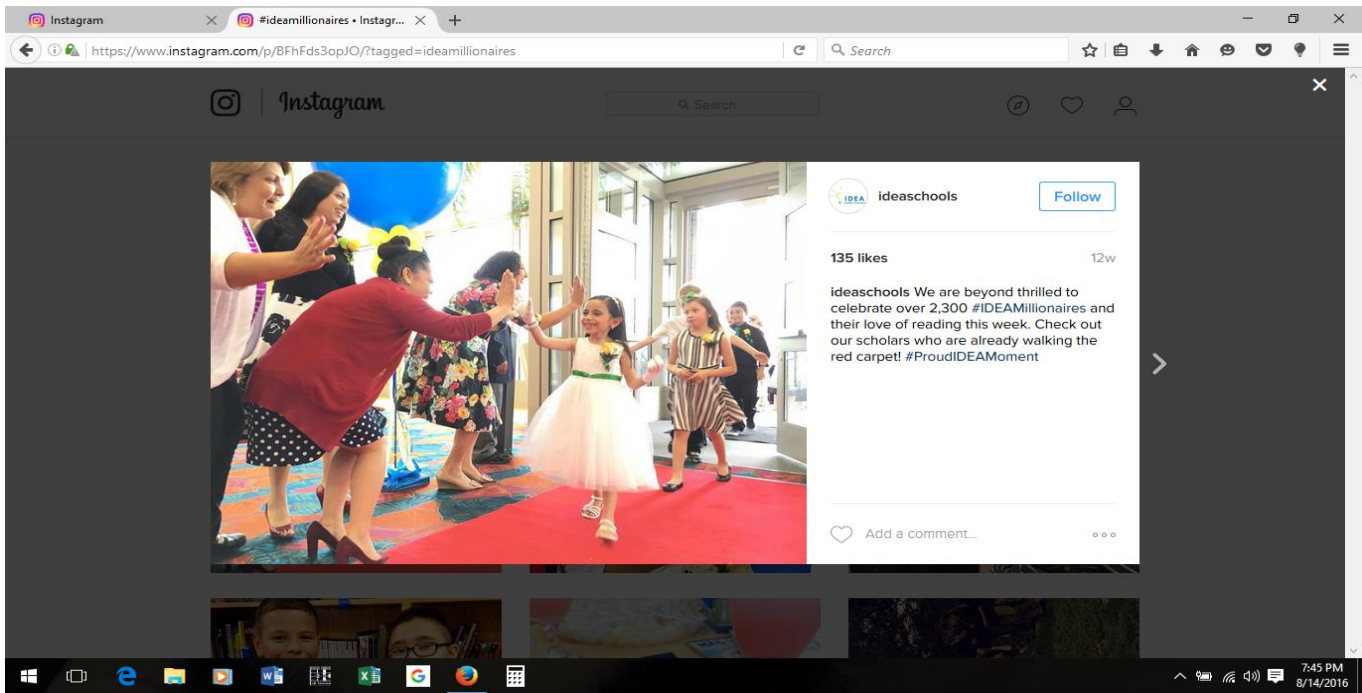 Instagram
#ideamillionaires • Instagr...
https://www.instagram.com/p/BFhFds3opJO/?tagged=ideamillionaires
Search
Instagram
Search
IDEA
ideaschools
Follow
135 likes
12w
ideaschools We are beyond thrilled to
celebrate over 2,300 #IDEAMillionaires and
their love of reading this week. Check out
our scholars who are already walking the
red carpet! #ProudIDEAMoment
Add a comment...
7:45 PM
8/14/2016